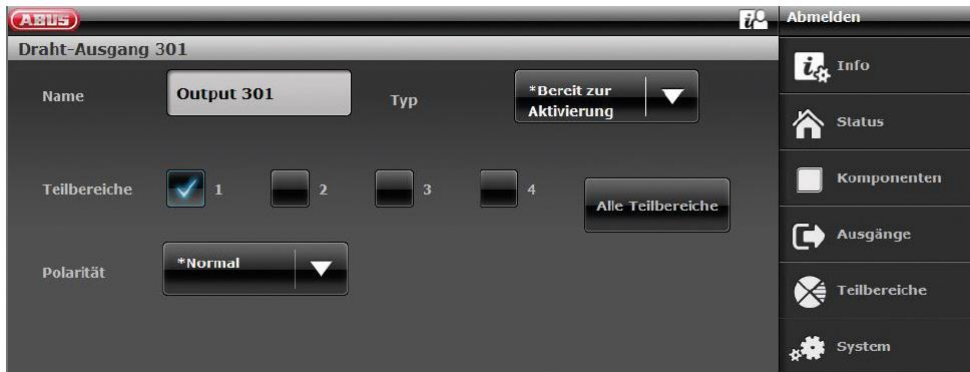 ABUS
Abmelden
Draht-Ausgang 301
Name
Output 301
Typ
*Bereit zur
Aktivierung
Teilbereiche
1
2
3
4
Alle Teilbereiche
Polarität
*Normal
Info
Status
Komponenten
Ausgänge
Teilbereiche
System